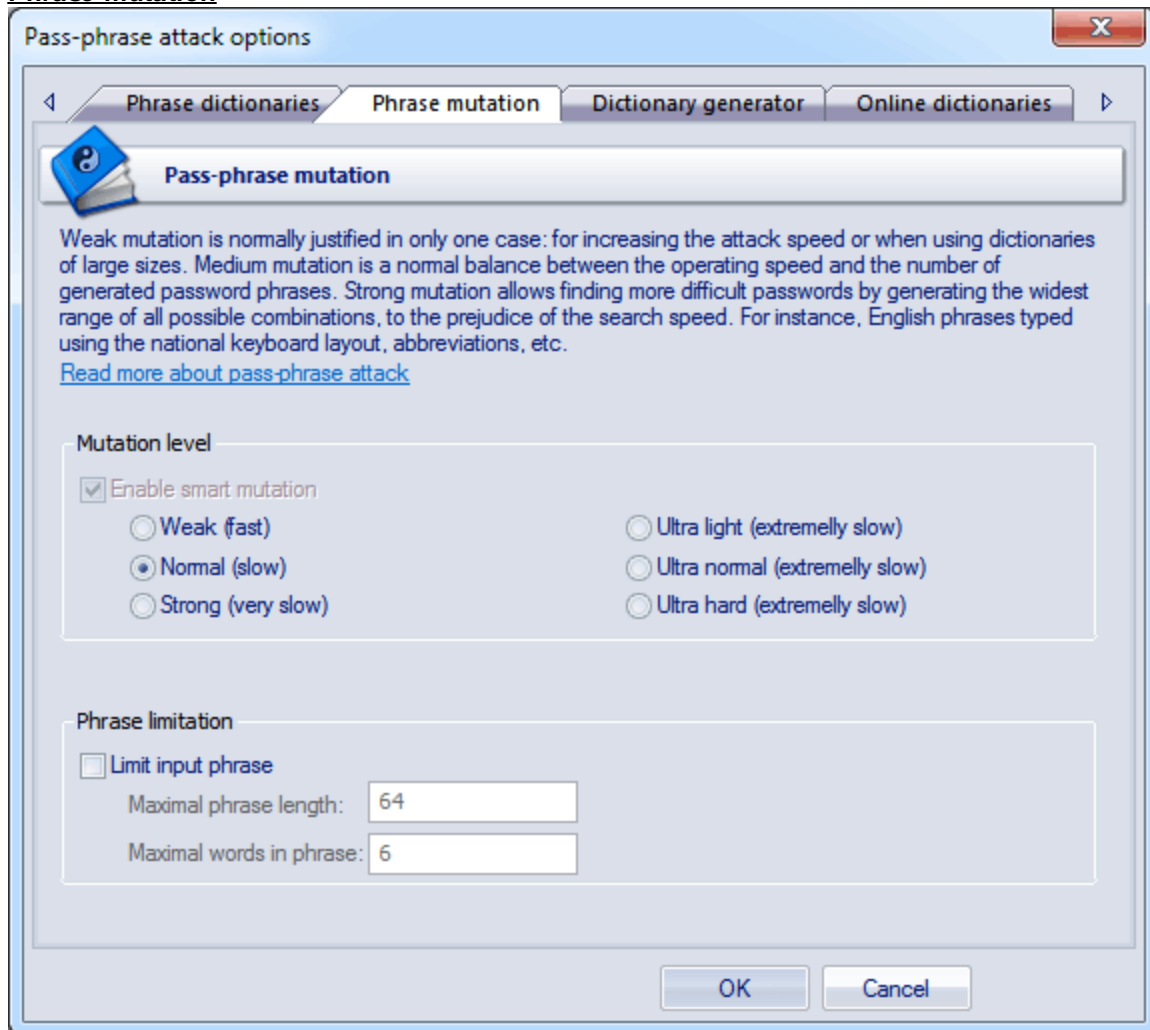 Phrase mutation
Pass-phrase attack options
Phrase dictionaries
Phrase mutation
Dictionary generator
Online dictionaries
Pass-phrase mutation
Weak mutation is normally justified in only one case: for increasing the attack speed or when using dictionaries
of large sizes. Medium mutation is a normal balance between the operating speed and the number of
generated password phrases. Strong mutation allows finding more difficult passwords by generating the widest
range of all possible combinations, to the prejudice of the search speed. For instance, English phrases typed
using the national keyboard layout, abbreviations, etc.
Read more about pass-phrase attack
Mutation level
Enable smart mutation
Weak (fast)
Ultra light (extremelly slow)
Normal (slow)
Ultra normal (extremelly slow)
Strong (very slow)
Ultra hard (extremelly slow)
Phrase limitation
Limit input phrase
Maximal phrase length: 64
Maximal words in phrase: 6
OK
Cancel